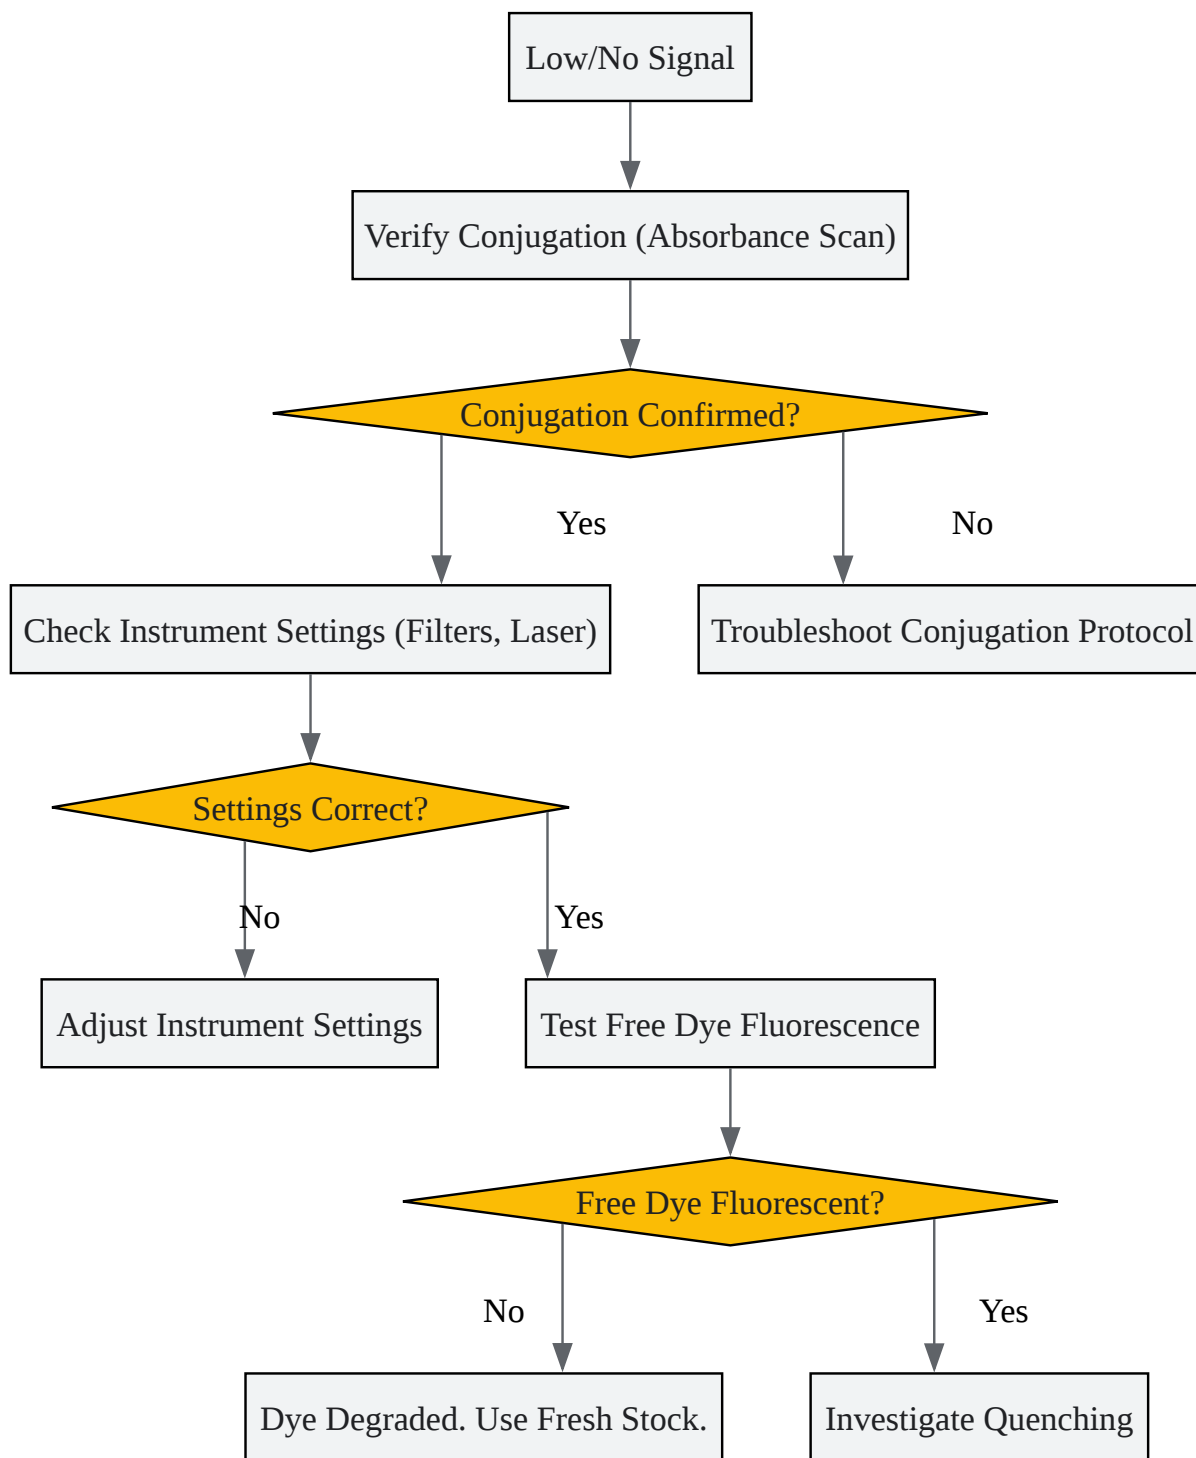 Low/No Signal
Verify Conjugation (Absorbance Scan)
Conjugation Confirmed?
Yes
No
Check Instrument Settings (Filters, Laser)
Troubleshoot Conjugation Protocol
Settings Correct?
No
Yes
Adjust Instrument Settings
Test Free Dye Fluorescence
Free Dye Fluorescent?
No
Yes
Dye Degraded. Use Fresh Stock.
Investigate Quenching